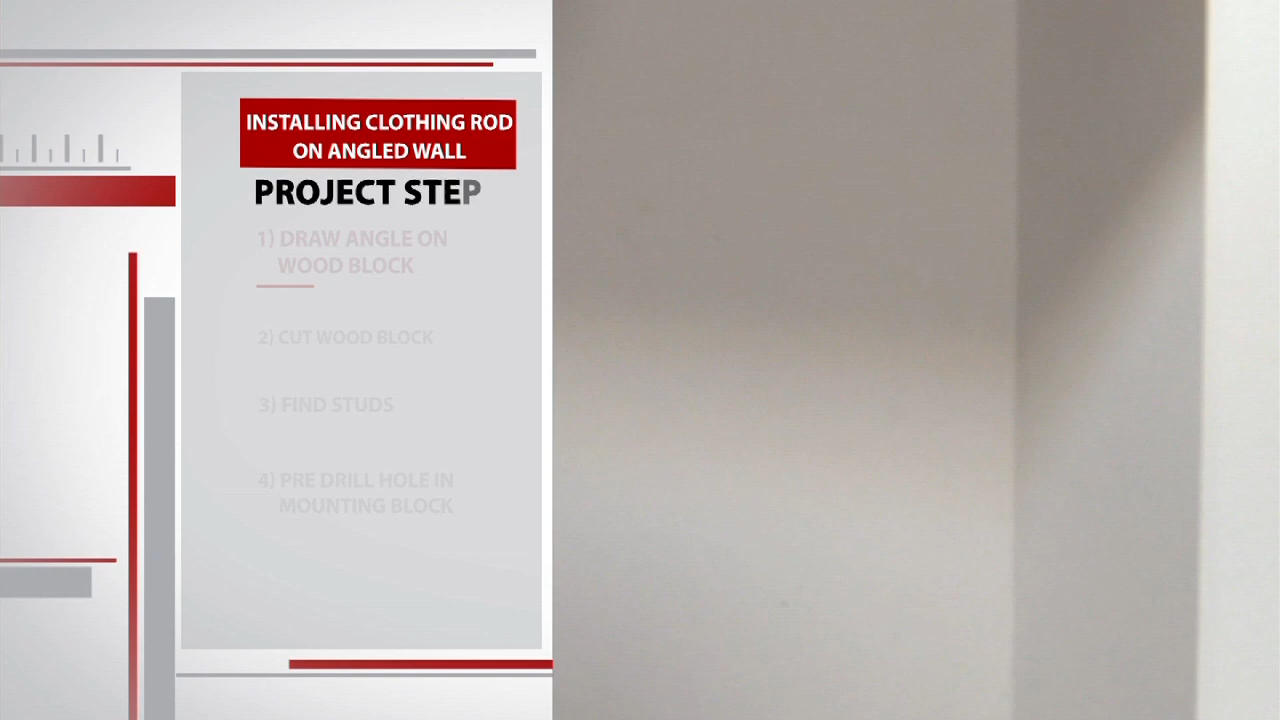 INSTALLING CLOTHING ROD
ON ANGLED WALL
PROJECT STEP
1) DRAW ANGLE ON
WOOD BLOCK
2) CUT WOOD BLOCK
3) FIND STUDS
4) PRE DRILL HOLE IN
MOUNTING BLOCK